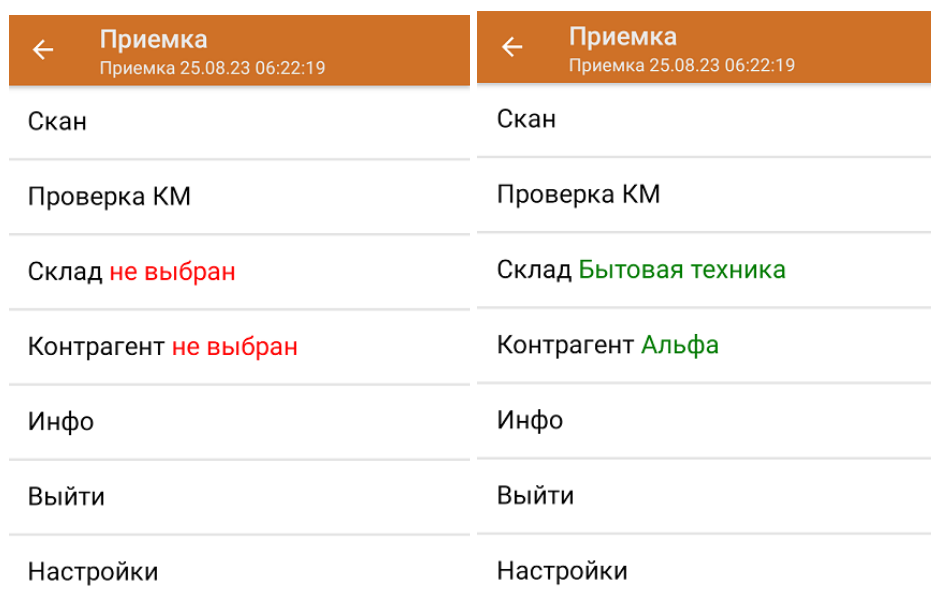 Приемка
Приемка 25.08.23 06:22:19
Скан
Проверка КМ
Склад не выбран
Контрагент не выбран
Инфо
Выйти
Настройки
Приемка
Приемка 25.08.23 06:22:19
Скан
Проверка КМ
Склад Бытовая техника
Контрагент Альфа
Инфо
Выйти
Настройки